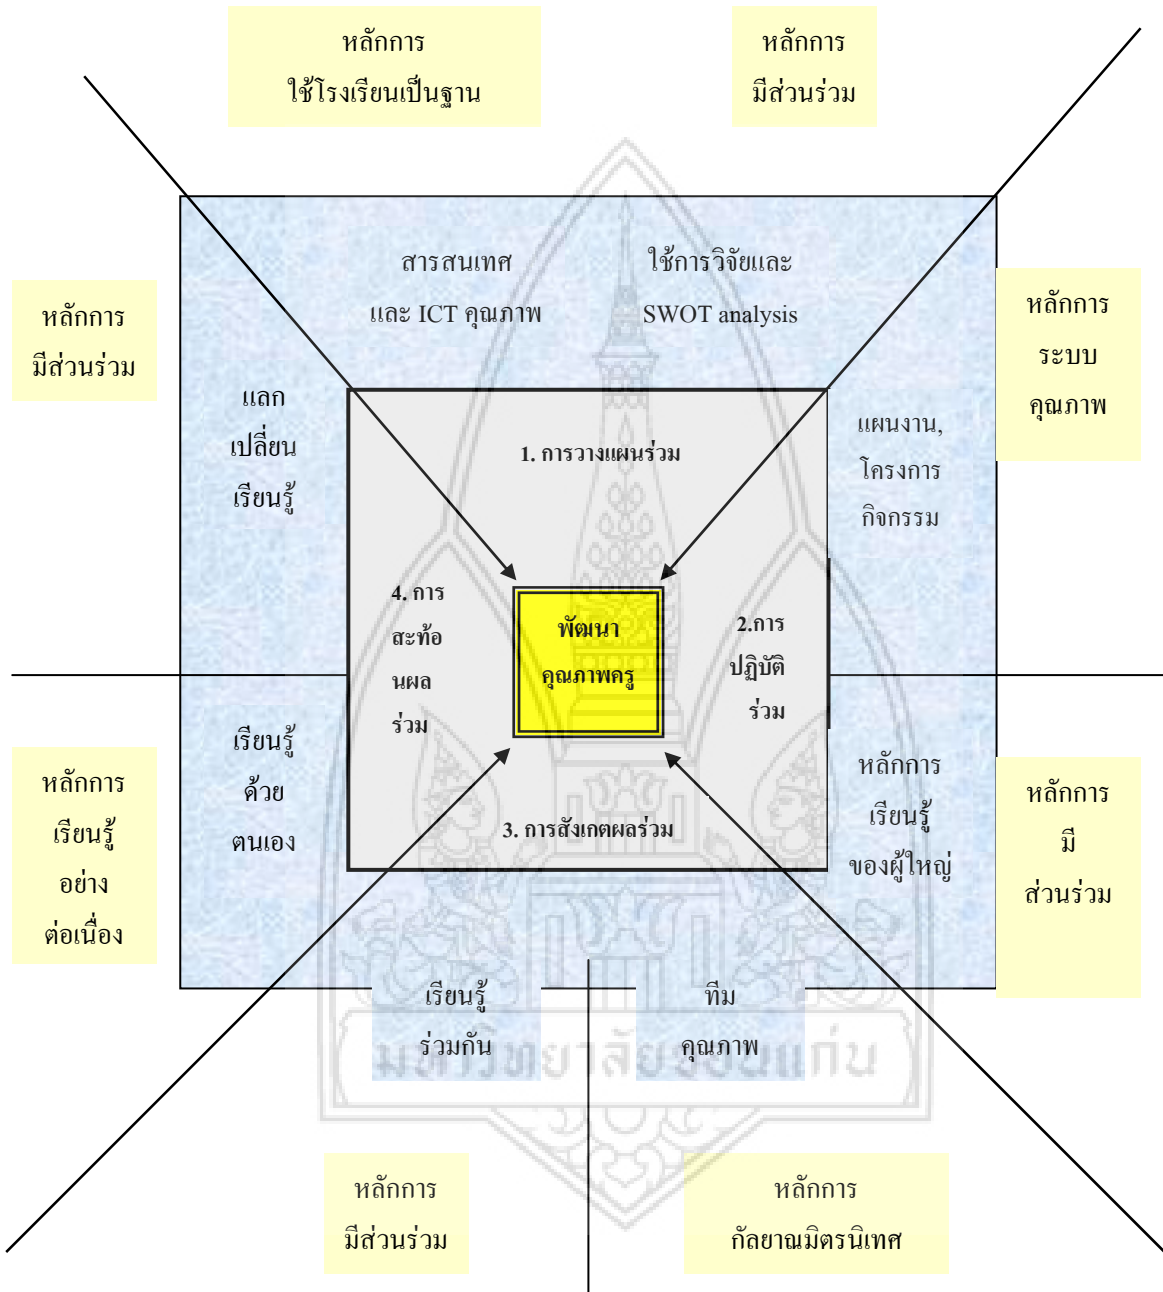 หลักการ
ใช้โรงเรียนเป็นฐาน
หลักการ
มีส่วนร่วม
สารสนเทศ
และ ICT คุณภาพ
ใช้การวิจัยและ
SWOT analysis
หลักการ
มีส่วนร่วม
หลักการ
ระบบ
คุณภาพ
แลก
เปลี่ยน
เรียนรู้
แผนงาน,
โครงการ
กิจกรรม
1. การวางแผนร่วม
4. การ
สะท้อ
นผล
ร่วม
พัฒนา
คุณภาพครู
2.การ
ปฏิบัติ
ร่วม
3. การสังเกตผลร่วม
เรียนรู้
ด้วย
ตนเอง
หลักการ
เรียนรู้
ของผู้ใหญ่
หลักการ
เรียนรู้
อย่าง
ต่อเนื่อง
หลักการ
มี
ส่วนร่วม
เรียนรู้
ร่วมกัน
ทีม
คุณภาพ
มหาวิทยาลัยขอนแก่น
หลักการ
มีส่วนร่วม
หลักการ
กัลยาณมิตรนิเทศ